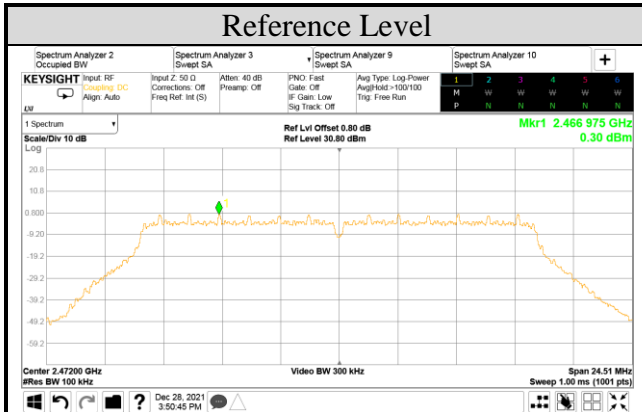 Reference Level
Spectrum Analyzer 2
Occupied BW
Spectrum Analyzer 3
Swept SA
Spectrum Analyzer 9
Swept SA
Spectrum Analyzer 10
Swept SA
KEYSIGHT
Input: RF
Coupling: DC
Align: Auto
Input Z: 50 Ω
Corrections: Off
Freq Ref: Int (S)
Atten: 40 dB
Preamp: Off
PNO: Fast
Gate: Off
IF Gain: Low
Sig Track: Off
Avg Type: Log-Power
Avg|Hold:>100/100
Trig: Free Run
1 2 3 4 5 6
M W W W W W
P N N N N N
LXI
1 Spectrum
Scale/Div 10 dB
Log
Ref Lvl Offset 0.80 dB
Ref Level 30.80 dBm
Mkr1 2.466 975 GHz
0.30 dBm
20.8
10.8
0.800
-9.20
-19.2
-29.2
-39.2
-49.2
-59.2
1
Center 2.47200 GHz
#Res BW 100 kHz
Video BW 300 kHz
Span 24.51 MHz
Sweep 1.00 ms (1001 pts)
Dec 28, 2021
3:50:45 PM